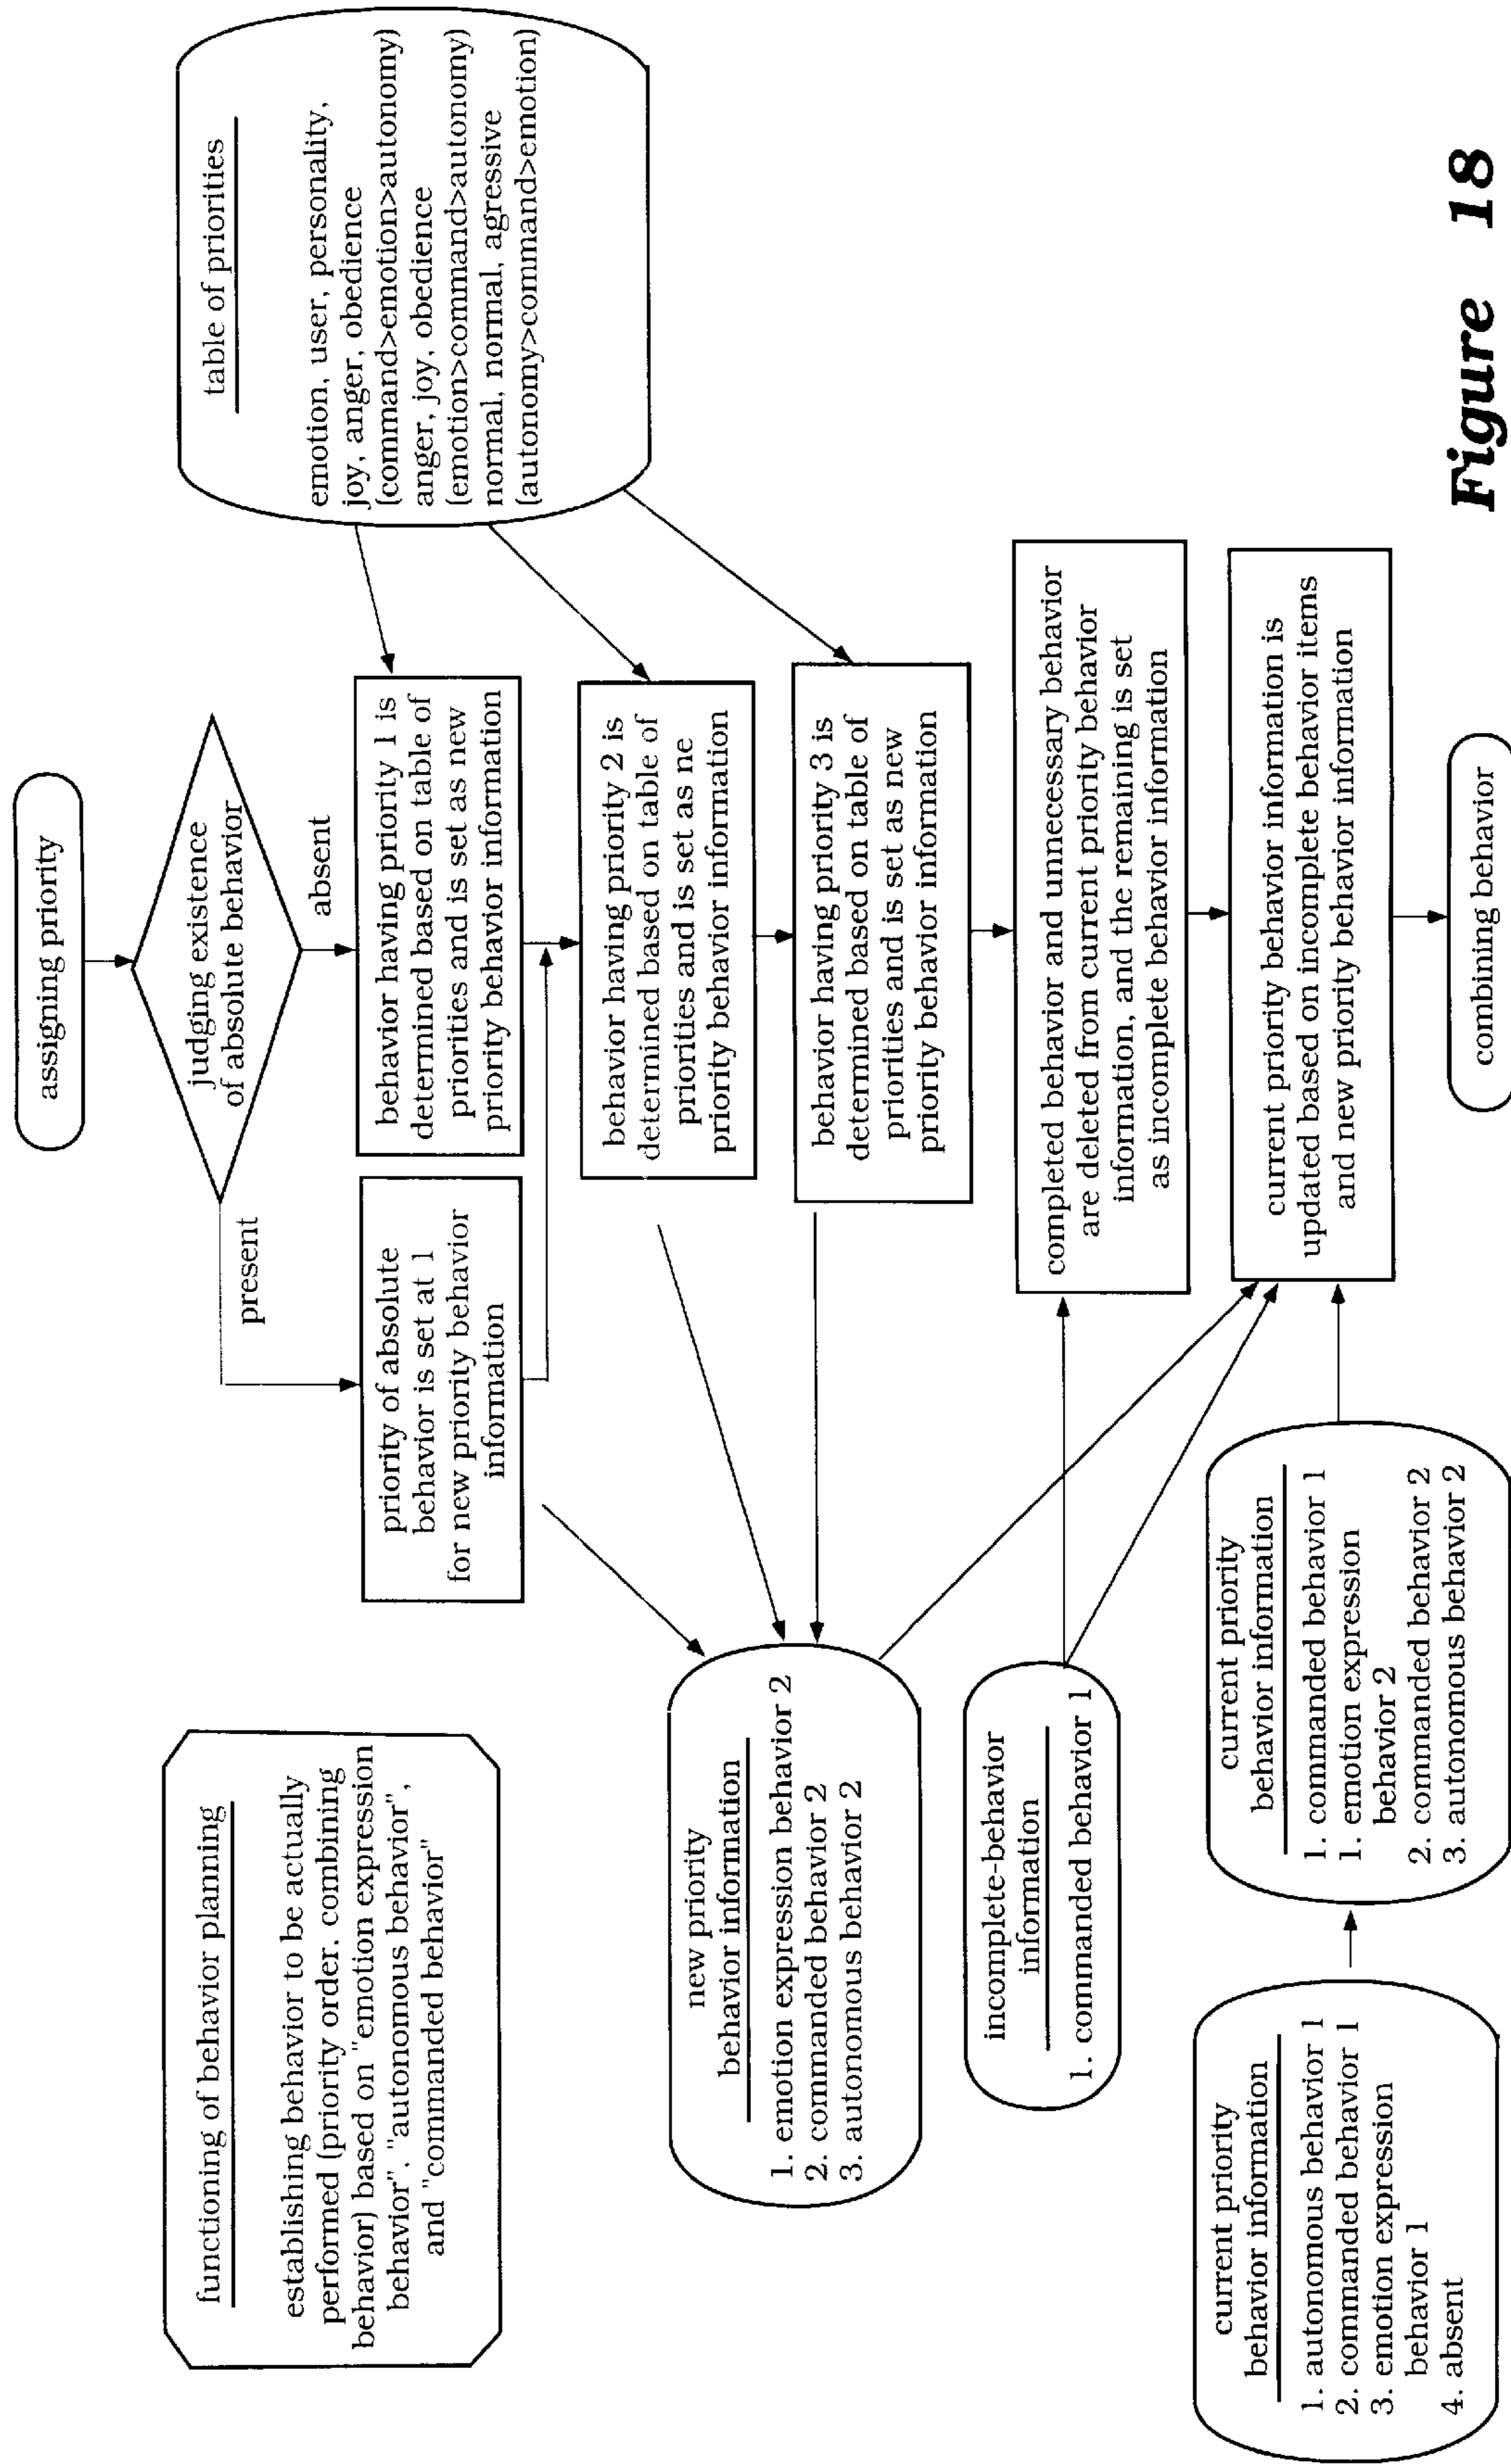 assigning priority
judging existence
of absolute behavior
present
absent
priority of absolute
behavior is set at 1
for new priority behavior
information
behavior having priority 1 is
determined based on table of
priorities and is set as new
priority behavior information
behavior having priority 2 is
determined based on table of
priorities and is set as ne
priority behavior information
behavior having priority 3 is
determined based on table of
priorities and is set as new
priority behavior information
completed behavior and unnecessary behavior
are deleted from current priority behavior
information, and the remaining is set
as incomplete behavior information
current priority behavior information is
updated based on incomplete behavior items
and new priority behavior information
combining behavior
table of priorities
emotion, user, personality,
joy, anger, obedience
(command>emotion>autonomy)
anger, joy, obedience
(emotion>command>autonomy)
normal, normal, agressive
(autonomy>command>emotion)
functioning of behavior planning
establishing behavior to be actually
performed (priority order, combining
behavior) based on "emotion expression
behavior", "autonomous behavior",
and "commanded behavior"
new priority
behavior information
1. emotion expression behavior 2
2. commanded behavior 2
3. autonomous behavior 2
incomplete-behavior
information
1. commanded behavior 1
current priority
behavior information
1. autonomous behavior 1
2. commanded behavior 1
3. emotion expression
behavior 1
4. absent
current priority
behavior information
1. commanded behavior 1
1. emotion expression
behavior 2
2. commanded behavior 2
3. autonomous behavior 2
Figure 18